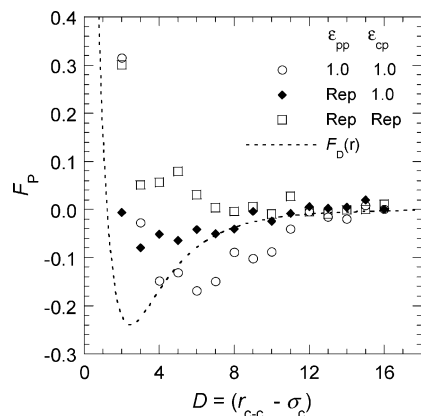 ε_pp ε_cp
1.0 1.0
Rep 1.0
Rep Rep
F_D(r)
F_P
0.4
0.3
0.2
0.1
0.0
-0.1
-0.2
-0.3
0 4 8 12 16
D = (r_c-c - σ_c)